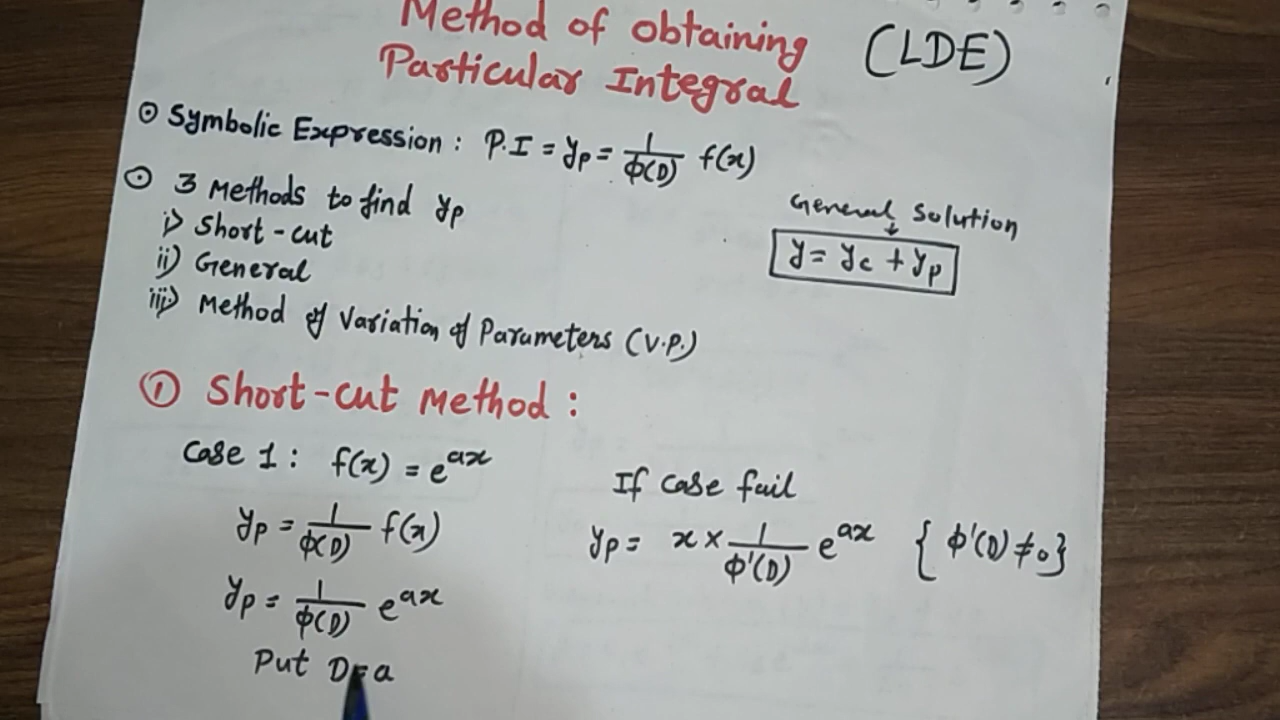 Method of Obtaining
Particular Integral
(LDE)
⊙ Symbolic Expression : P.I = yp = 1/Φ(D) f(x)
⊙ 3 Methods to find yp
i) Short-cut
ii) General
iii) Method of Variation of Parameters (V.P.)
General Solution
↓
y = yc + yp
① Short-cut Method :
Case 1 : f(x) = e^ax
yp = 1/Φ(D) f(x)
yp = 1/Φ(D) e^ax
Put D=a
If case fail
yp = x × 1/Φ'(D) e^ax { Φ'(D) ≠ 0 }